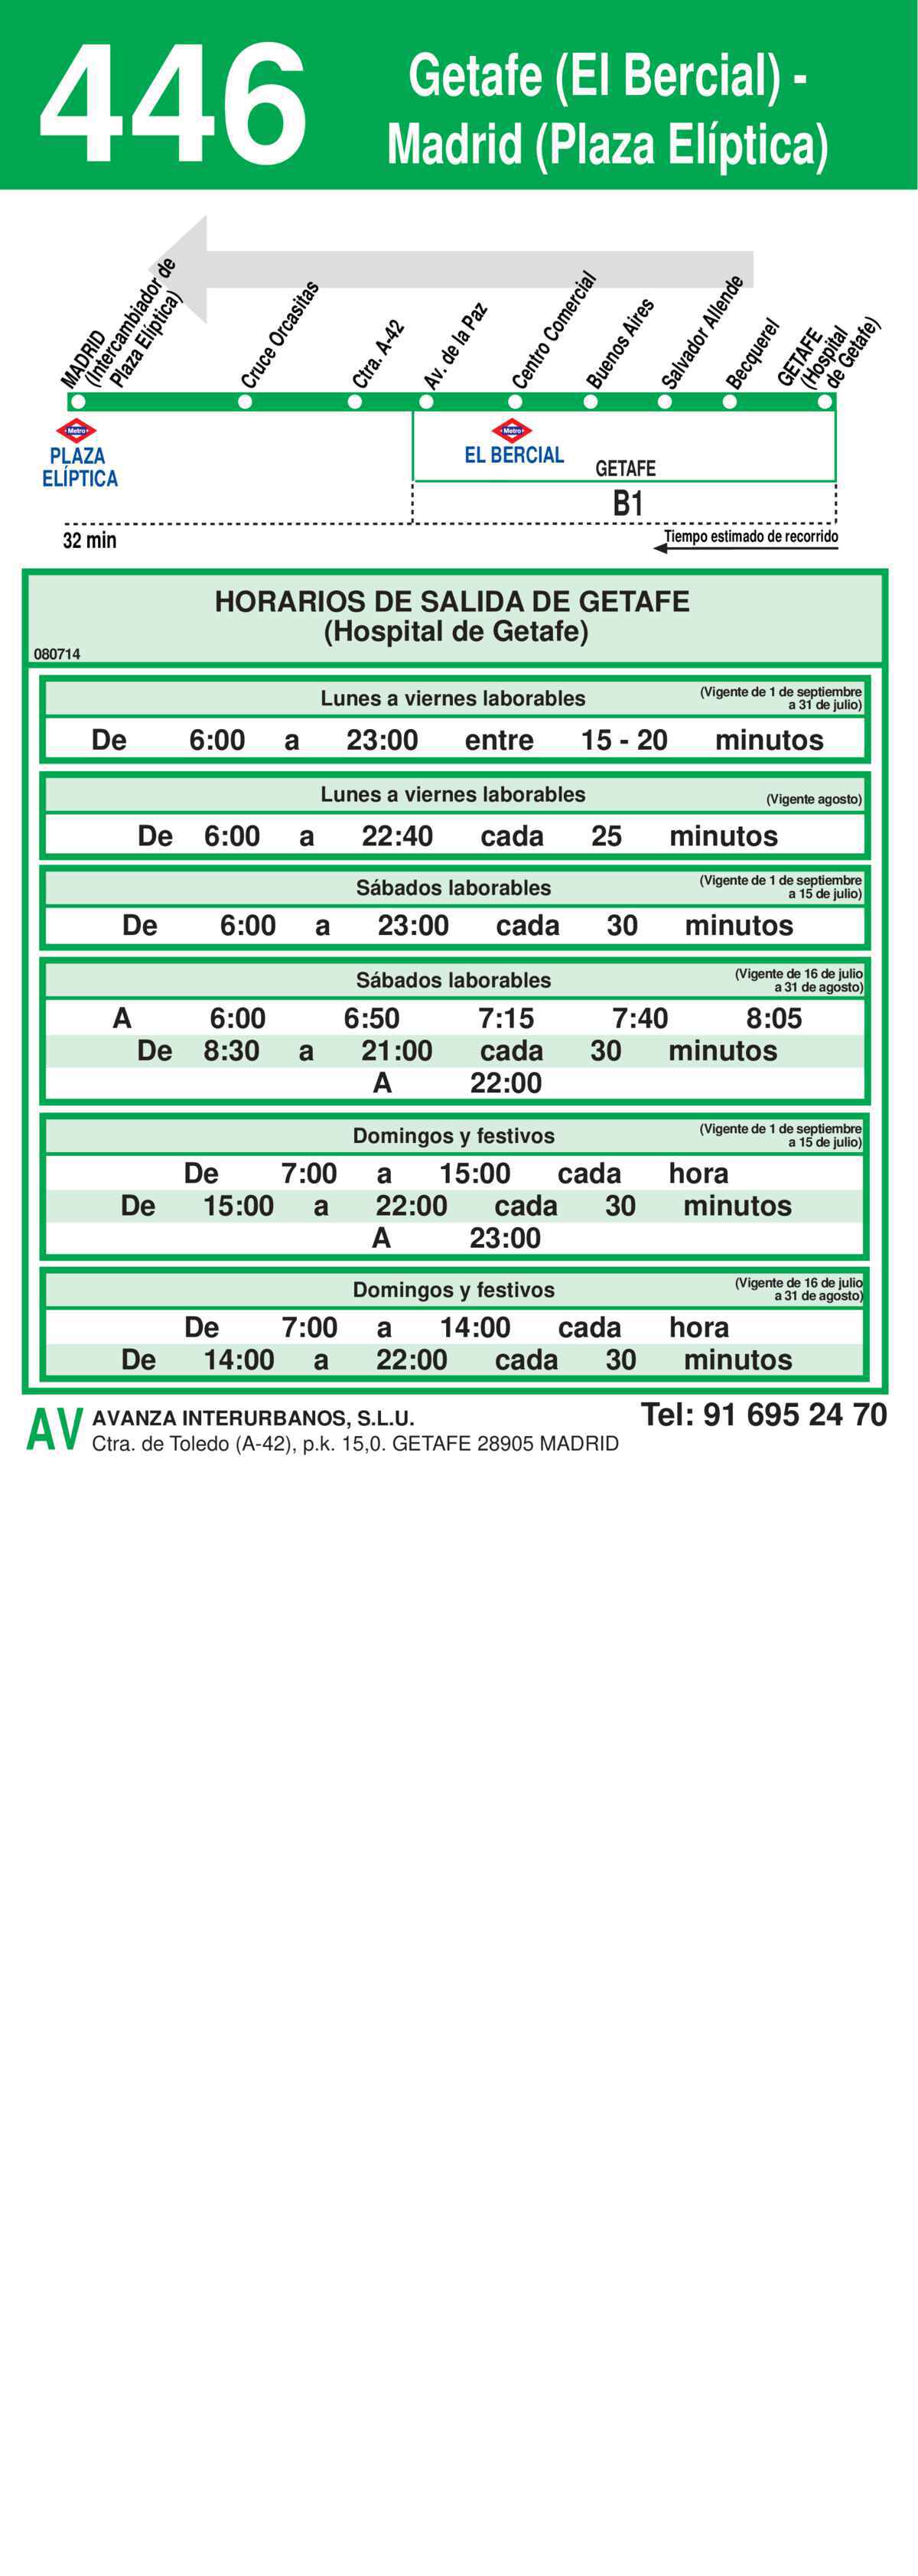 446
Getafe (El Bercial) -
Madrid (Plaza Elíptica)
MADRID
(Intercambiador de
Plaza Elíptica)
Cruce Orcasitas
Ctra. A-42
Av. de la Paz
Centro Comercial
Buenos Aires
Salvador Allende
Becquerel
GETAFE
(Hospital
de Getafe)
Metro
PLAZA
ELÍPTICA
Metro
EL BERCIAL
GETAFE
B1
32 min
Tiempo estimado de recorrido
HORARIOS DE SALIDA DE GETAFE
(Hospital de Getafe)
080714
Lunes a viernes laborables
(Vigente de 1 de septiembre
a 31 de julio)
De 6:00 a 23:00 entre 15 - 20 minutos
Lunes a viernes laborables
(Vigente agosto)
De 6:00 a 22:40 cada 25 minutos
Sábados laborables
(Vigente de 1 de septiembre
a 15 de julio)
De 6:00 a 23:00 cada 30 minutos
Sábados laborables
(Vigente de 16 de julio
a 31 de agosto)
A 6:00 6:50 7:15 7:40 8:05
De 8:30 a 21:00 cada 30 minutos
A 22:00
Domingos y festivos
(Vigente de 1 de septiembre
a 15 de julio)
De 7:00 a 15:00 cada hora
De 15:00 a 22:00 cada 30 minutos
A 23:00
Domingos y festivos
(Vigente de 16 de julio
a 31 de agosto)
De 7:00 a 14:00 cada hora
De 14:00 a 22:00 cada 30 minutos
AV
AVANZA INTERURBANOS, S.L.U.
Ctra. de Toledo (A-42), p.k. 15,0. GETAFE 28905 MADRID
Tel: 91 695 24 70